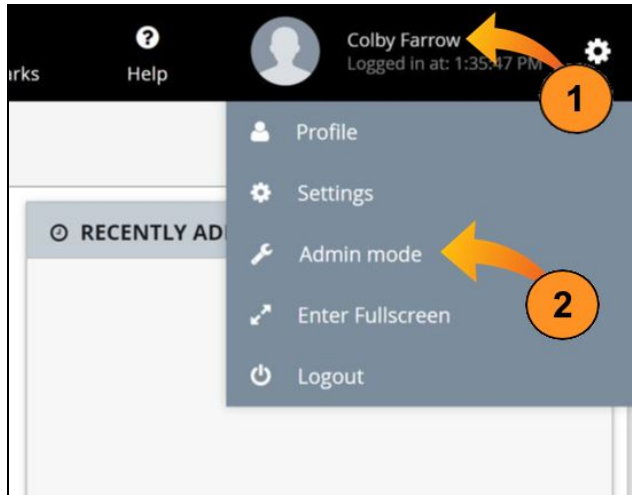 arks
Help
Colby Farrow
Logged in at: 1:35:47 PM
1
Profile
Settings
RECENTLY AD
Admin mode
2
Enter Fullscreen
Logout